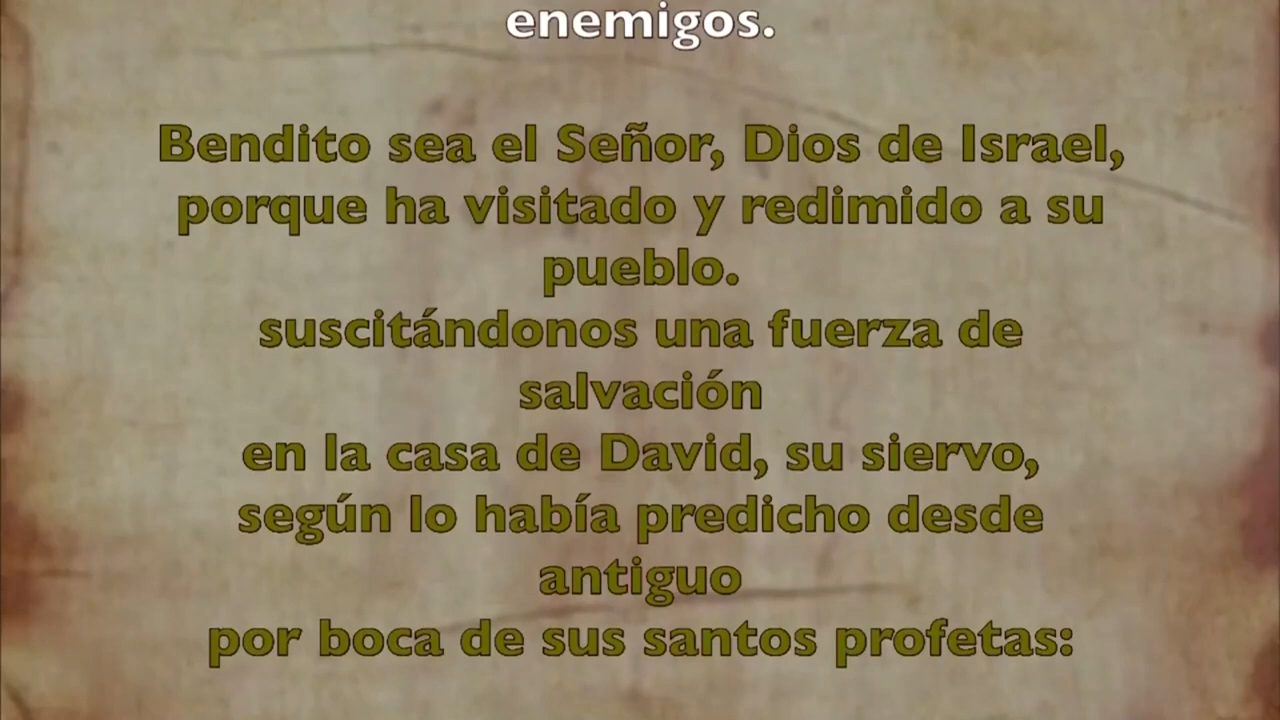 enemigos.
Bendito sea el Señor, Dios de Israel,
porque ha visitado y redimido a su
pueblo.
suscitándonos una fuerza de
salvación
en la casa de David, su siervo,
según lo había predicho desde
antiguo
por boca de sus santos profetas: